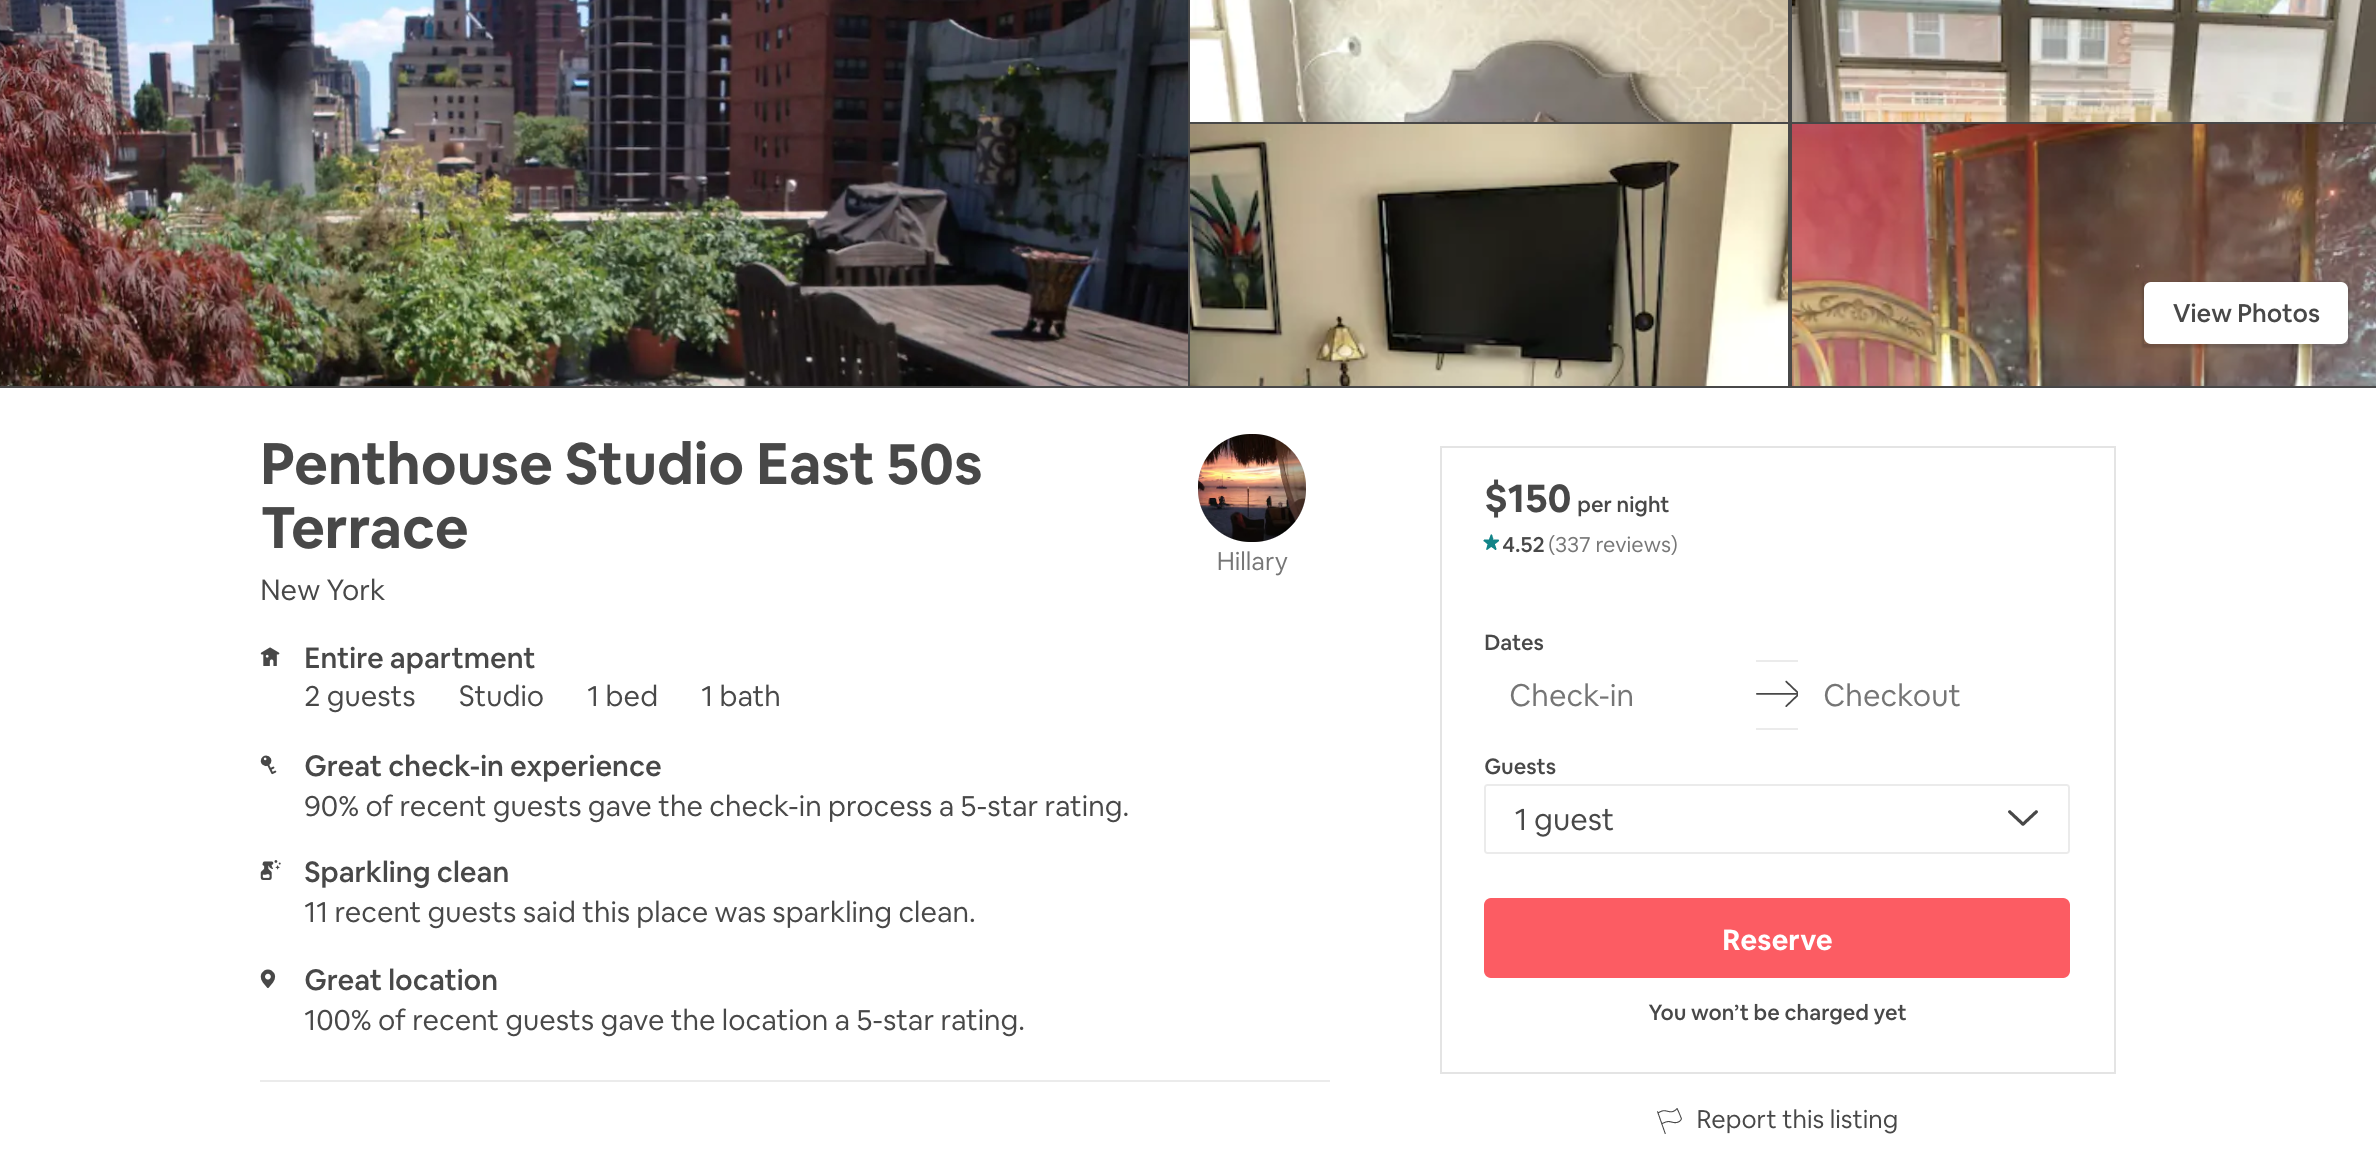 View Photos
Penthouse Studio East 50s
Terrace
New York
Hillary
Entire apartment
2 guests Studio 1 bed 1 bath
Great check-in experience
90% of recent guests gave the check-in process a 5-star rating.
Sparkling clean
11 recent guests said this place was sparkling clean.
Great location
100% of recent guests gave the location a 5-star rating.
$150 per night
4.52 (337 reviews)
Dates
Check-in Checkout
Guests
1 guest
Reserve
You won’t be charged yet
Report this listing